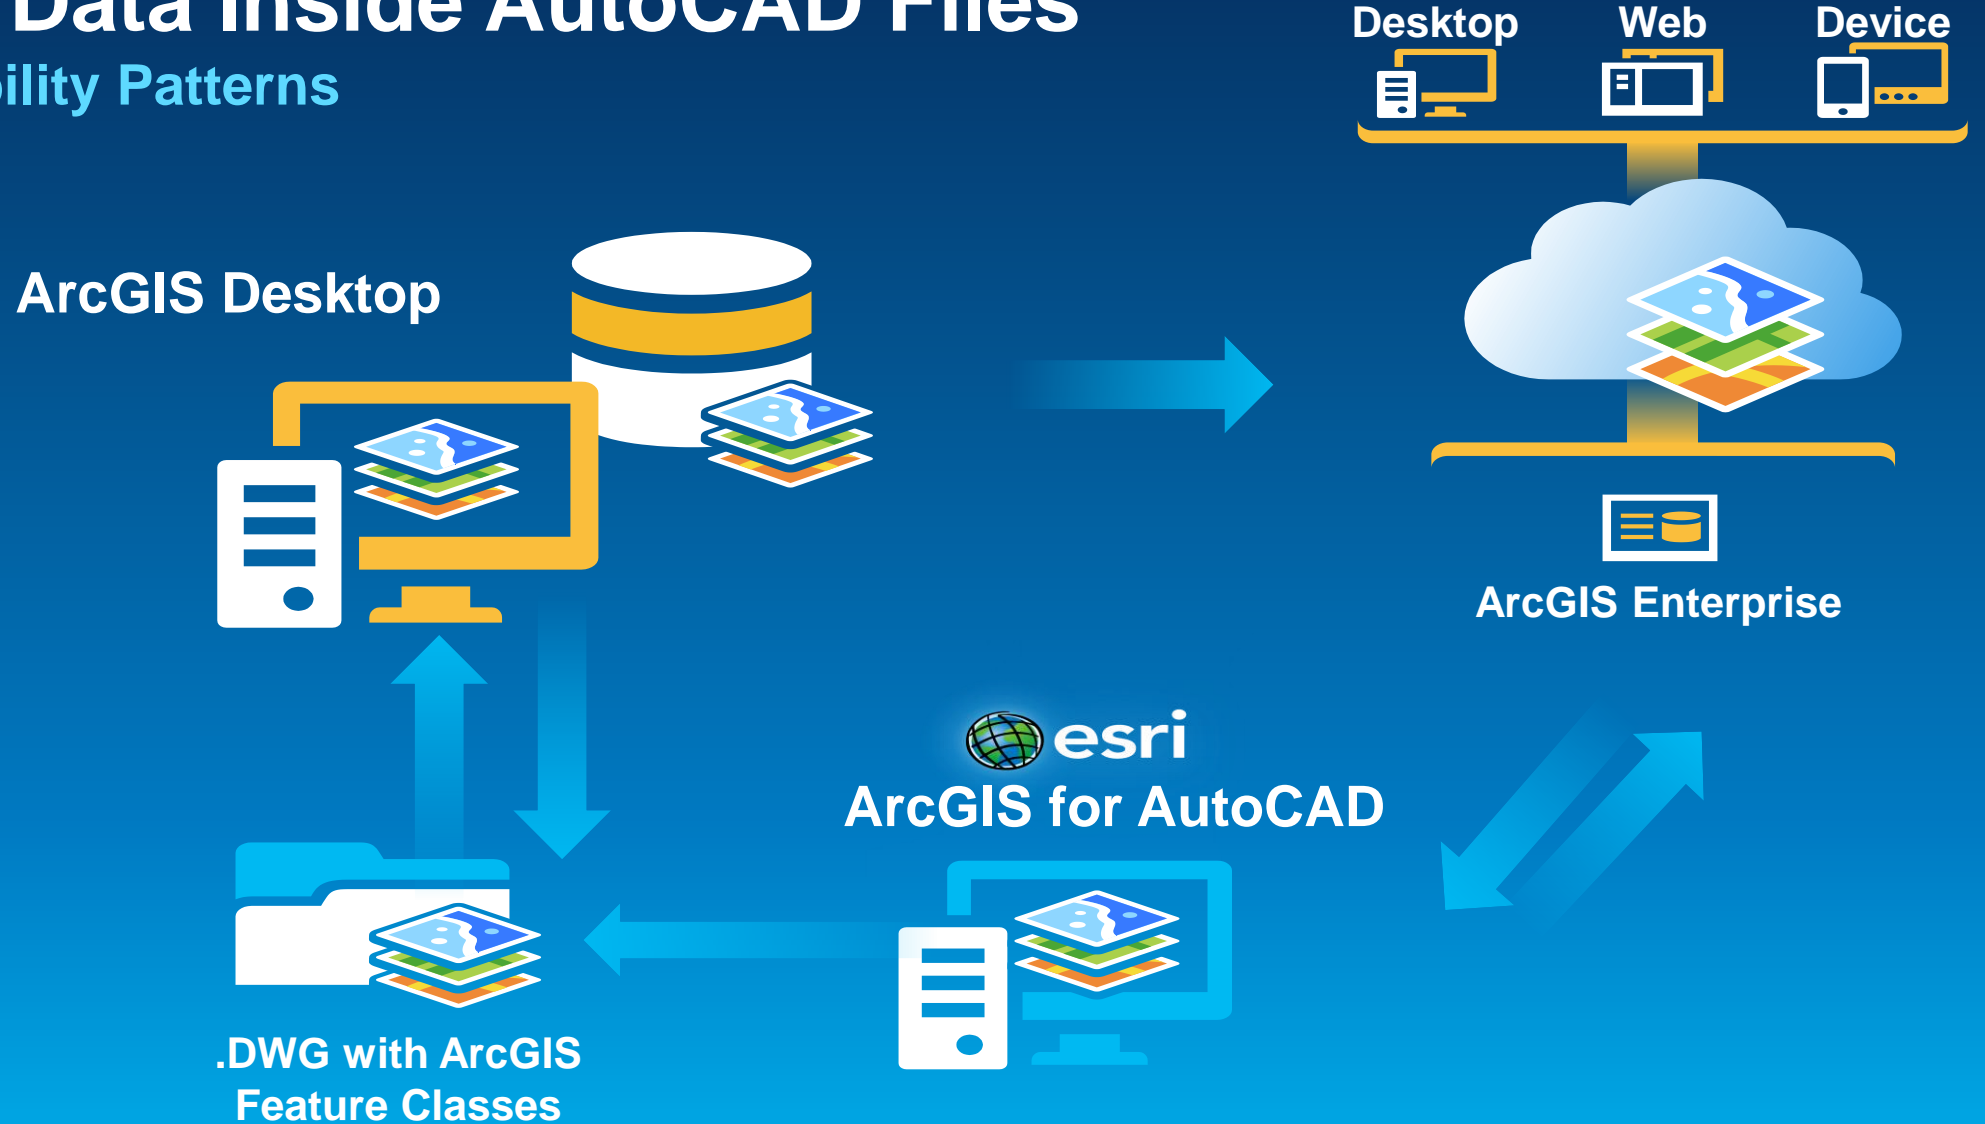 Data Inside AutoCAD Files
bility Patterns
Desktop Web Device
ArcGIS Desktop
ArcGIS Enterprise
esri
ArcGIS for AutoCAD
.DWG with ArcGIS
Feature Classes